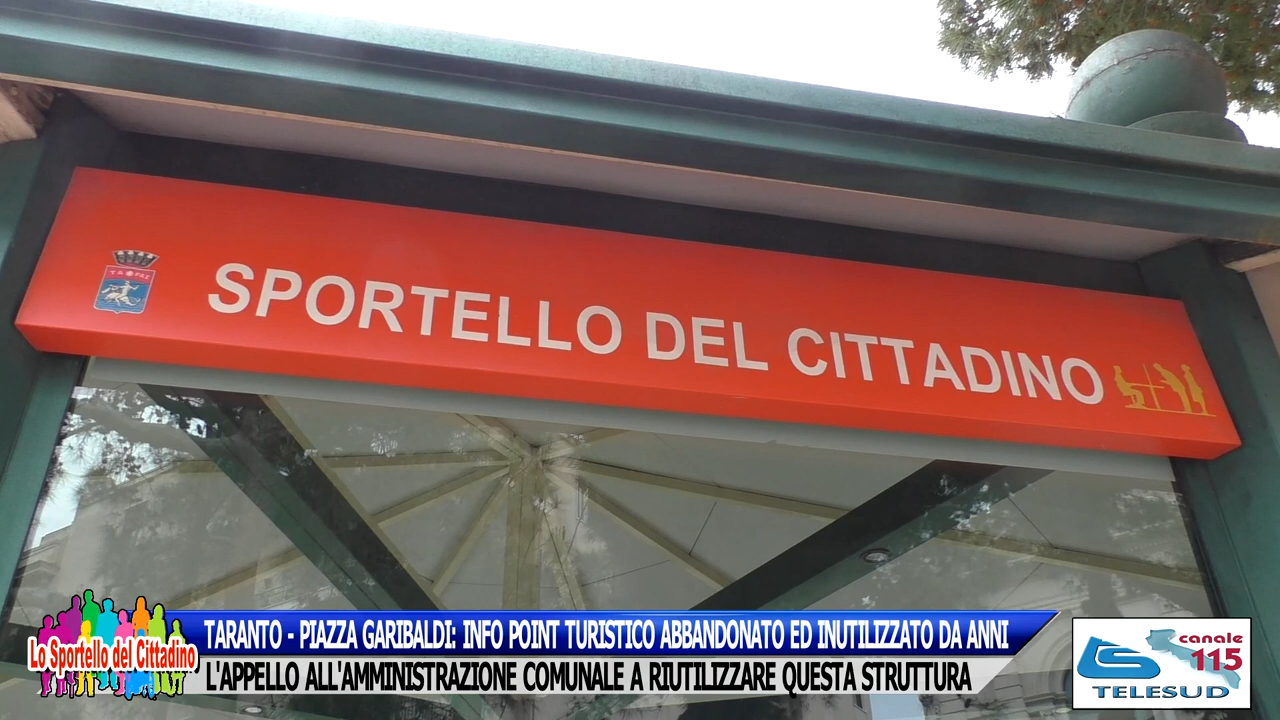 SPORTELLO DEL CITTADINO
Lo Sportello del Cittadino
TARANTO - PIAZZA GARIBALDI: INFO POINT TURISTICO ABBANDONATO ED INUTILIZZATO DA ANNI
L'APPELLO ALL'AMMINISTRAZIONE COMUNALE A RIUTILIZZARE QUESTA STRUTTURA
canale
115
TELESUD